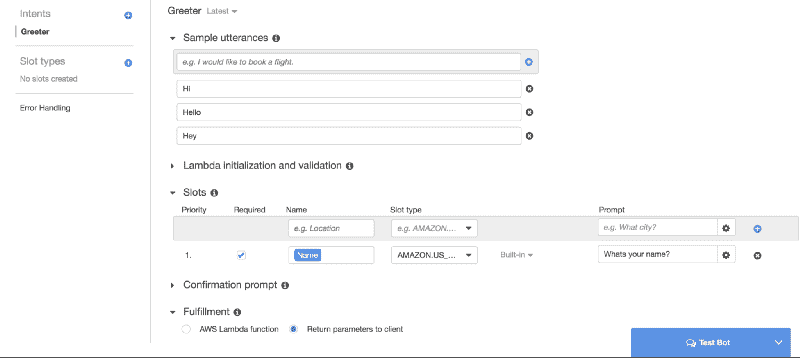 Intents
Greeter
Slot types
No slots created
Error Handling
Greeter Latest
Sample utterances
e.g. I would like to book a flight.
Hi
Hello
Hey
Lambda initialization and validation
Slots
Priority Required Name Slot type Prompt
e.g. Location e.g. AMAZON.... e.g. What city?
1. Name AMAZON.US_... Built-in Whats your name?
Confirmation prompt
Fulfillment
AWS Lambda function Return parameters to client
Test Bot